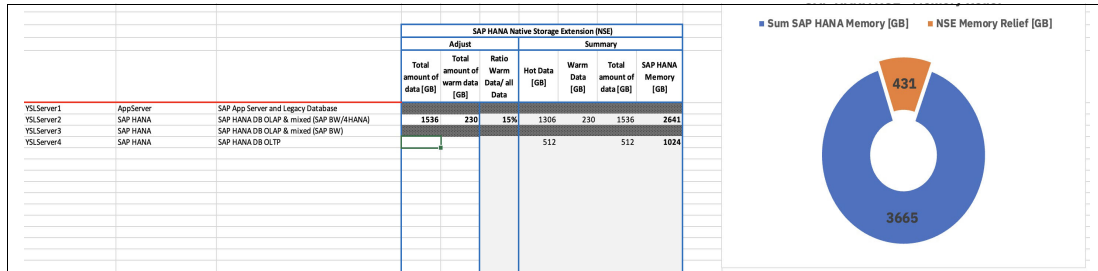 SAP HANA NSE - Memory Relief
Sum SAP HANA Memory [GB] NSE Memory Relief [GB]
SAP HANA Native Storage Extension (NSE)
Adjust Summary
Total amount of data [GB] Total amount of warm data [GB] Ratio Warm Data/ all Data Hot Data [GB] Warm Data [GB] Total amount of data [GB] SAP HANA Memory [GB]
YSLServer1 AppServer SAP App Server and Legacy Database
YSLServer2 SAP HANA SAP HANA DB OLAP & mixed (SAP BW/4HANA) 1536 230 15% 1306 230 1536 2641
YSLServer3 SAP HANA SAP HANA DB OLAP & mixed (SAP BW)
YSLServer4 SAP HANA SAP HANA DB OLTP 512 512 1024
431
3665